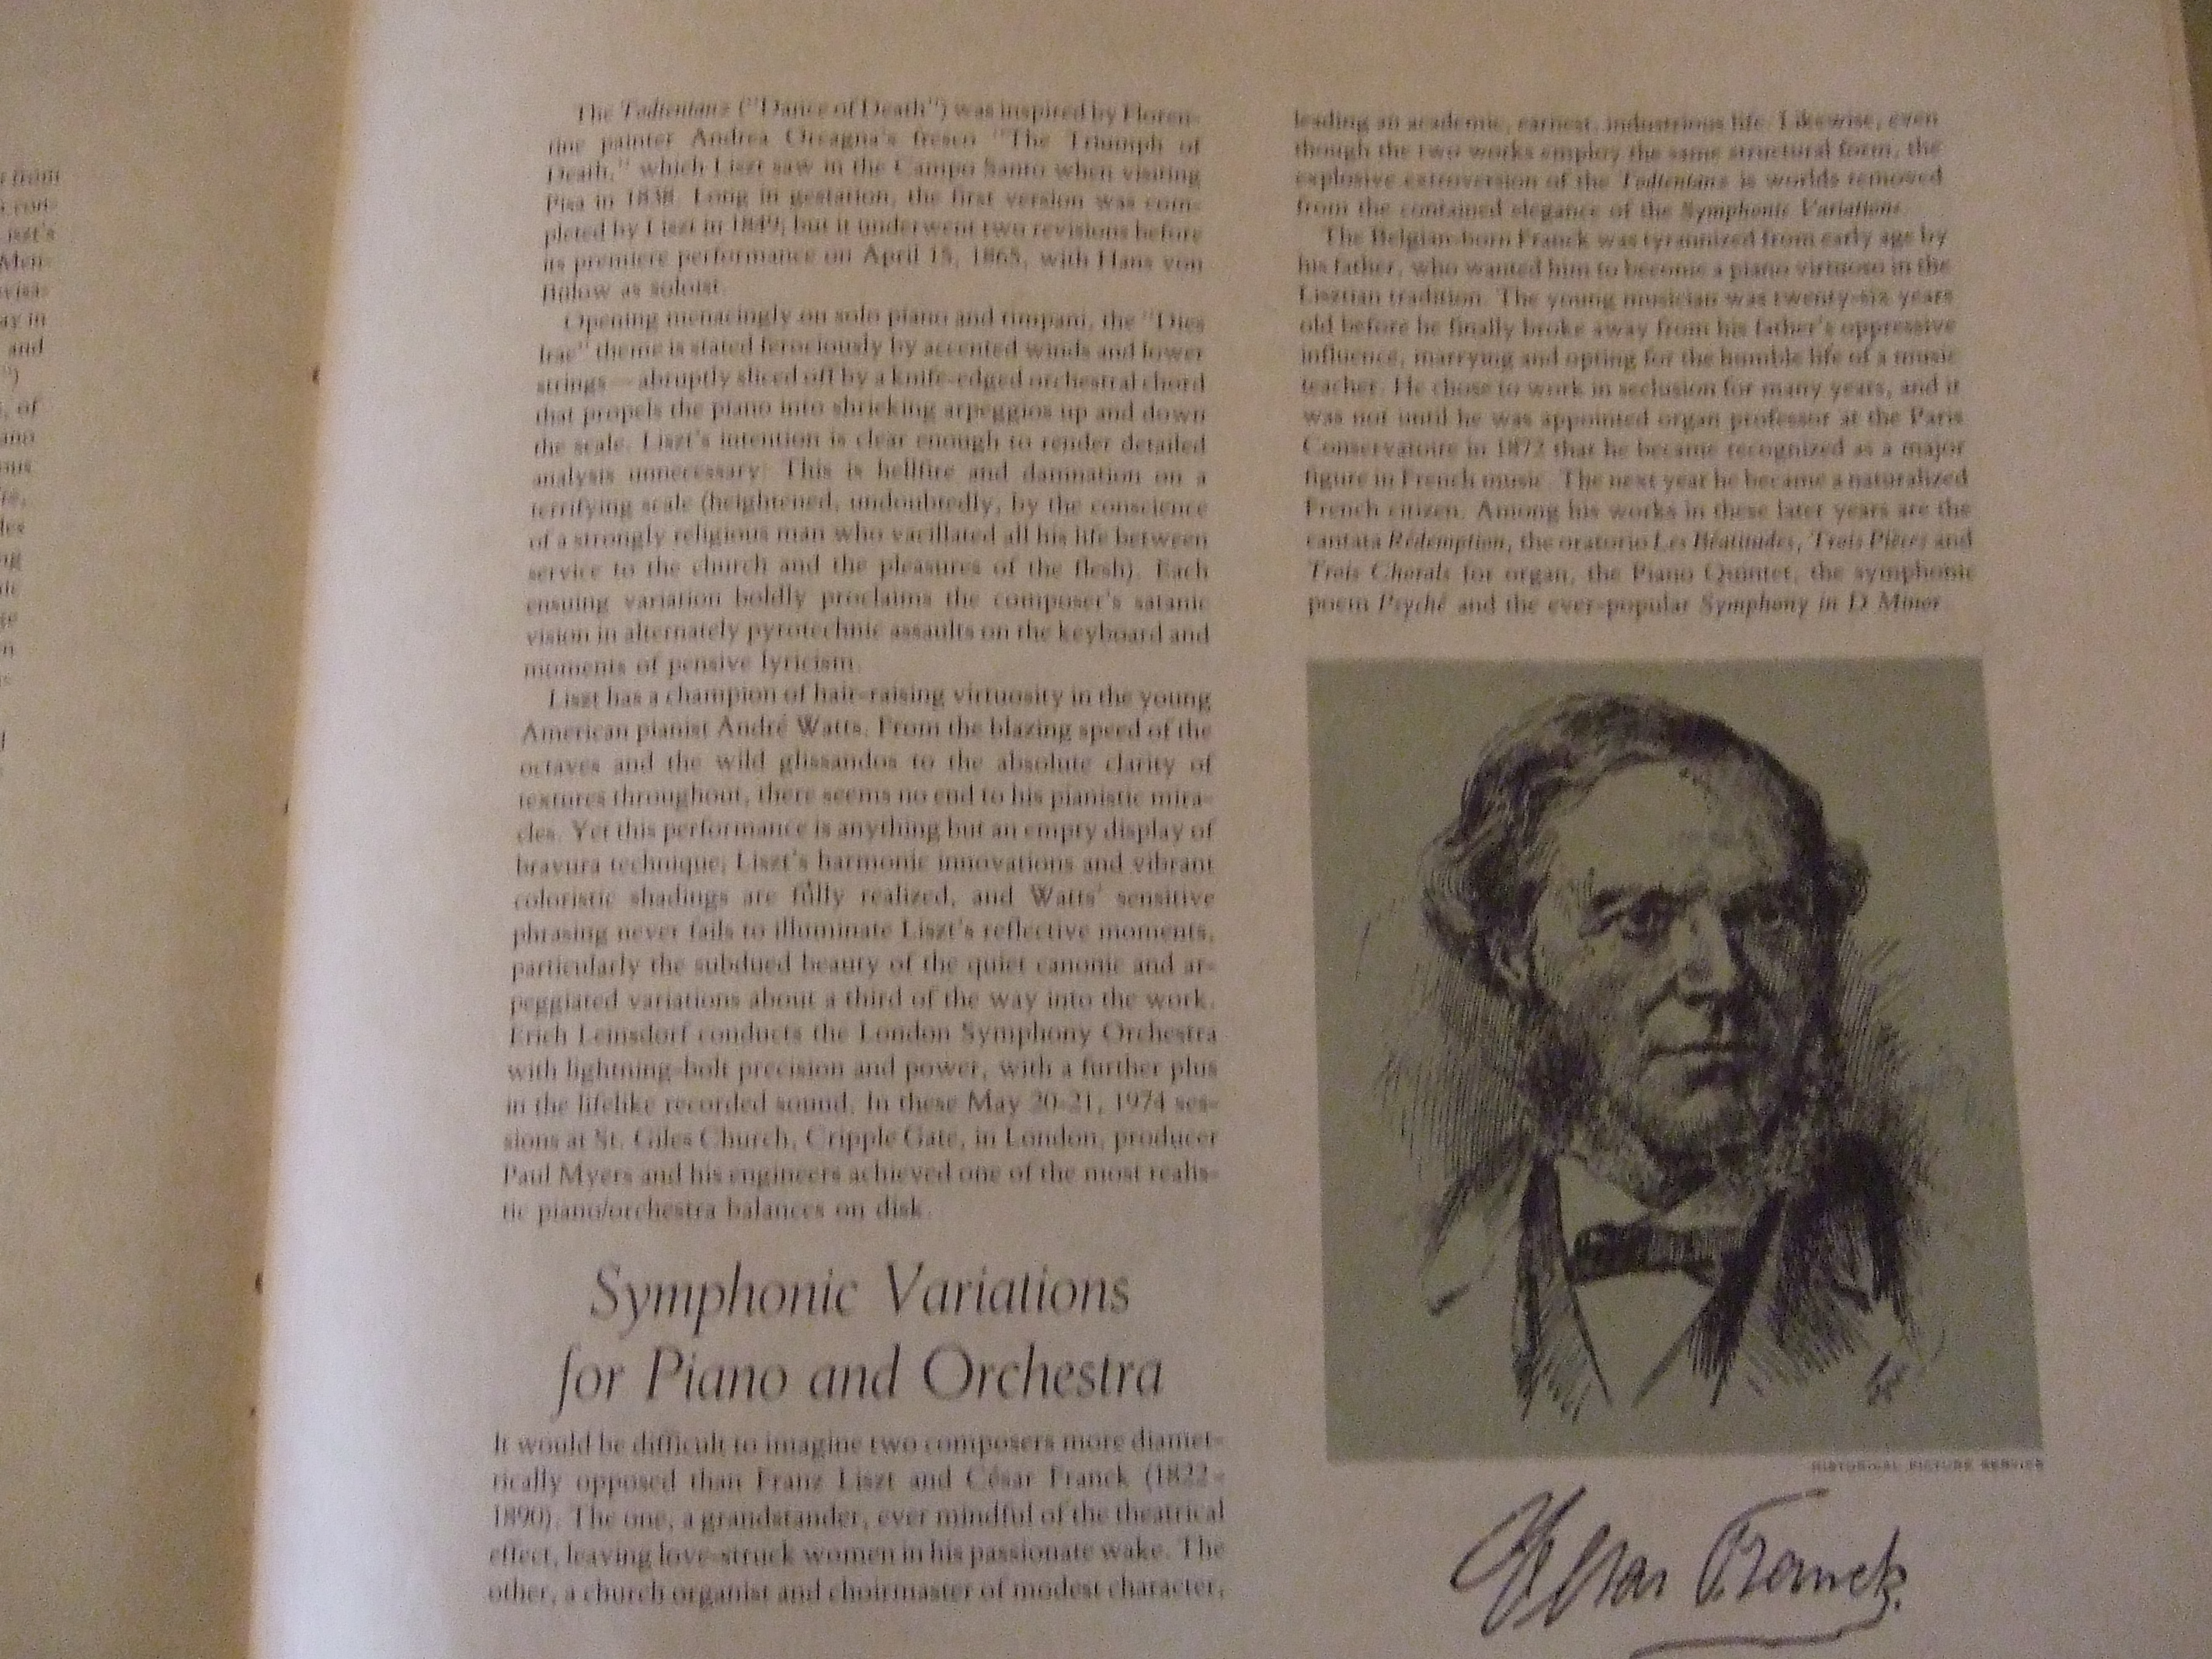 from
con-
iszt's
Men-
visa-
ay in
and
")
, of
ano
ous
des
ng
The Todtentanz ("Dance of Death") was inspired by Floren-
tine painter Andrea Orcagna's fresco "The Triumph of
Death," which Liszt saw in the Campo Santo when visiting
Pisa in 1838. Long in gestation, the first version was com-
pleted by Liszt in 1849, but it underwent two revisions before
its premiere performance on April 15, 1865, with Hans von
Bülow as soloist.
Opening menacingly on solo piano and timpani, the "Dies
Irae" theme is stated ferociously by accented winds and lower
strings—abruptly sliced off by a knife-edged orchestral chord
that propels the piano into shrieking arpeggios up and down
the scale. Liszt's intention is clear enough to render detailed
analysis unnecessary: This is hellfire and damnation on a
terrifying scale (heightened, undoubtedly, by the conscience
of a strongly religious man who vacillated all his life between
service to the church and the pleasures of the flesh). Each
ensuing variation boldly proclaims the composer's satanic
vision in alternately pyrotechnic assaults on the keyboard and
moments of pensive lyricism.
Liszt has a champion of hair-raising virtuosity in the young
American pianist André Watts. From the blazing speed of the
octaves and the wild glissandos to the absolute clarity of
textures throughout, there seems no end to his pianistic mira-
cles. Yet this performance is anything but an empty display of
bravura technique; Liszt's harmonic innovations and vibrant
coloristic shadings are fully realized, and Watts' sensitive
phrasing never fails to illuminate Liszt's reflective moments,
particularly the subdued beauty of the quiet canonic and ar-
peggiated variations about a third of the way into the work.
Erich Leinsdorf conducts the London Symphony Orchestra
with lightning-bolt precision and power, with a further plus
in the lifelike recorded sound. In these May 20-21, 1974 ses-
sions at St. Giles Church, Cripple Gate, in London, producer
Paul Myers and his engineers achieved one of the most realis-
tic piano/orchestra balances on disk.
Symphonic Variations
for Piano and Orchestra
It would be difficult to imagine two composers more diamet-
rically opposed than Franz Liszt and César Franck (1822-
1890). The one, a grandstander, ever mindful of the theatrical
effect, leaving love-struck women in his passionate wake. The
other, a church organist and choirmaster of modest character,
leading an academic, earnest, industrious life. Likewise, even
though the two works employ the same structural form, the
explosive extroversion of the Todtentanz is worlds removed
from the contained elegance of the Symphonic Variations.
The Belgian-born Franck was tyrannized from early age by
his father, who wanted him to become a piano virtuoso in the
Lisztian tradition. The young musician was twenty-six years
old before he finally broke away from his father's oppressive
influence, marrying and opting for the humble life of a music
teacher. He chose to work in seclusion for many years, and it
was not until he was appointed organ professor at the Paris
Conservatoire in 1872 that he became recognized as a major
figure in French music. The next year he became a naturalized
French citizen. Among his works in these later years are the
cantata Rédemption, the oratorio Les Béatitudes, Trois Pièces and
Trois Chorals for organ, the Piano Quintet, the symphonic
poem Psyché and the ever-popular Symphony in D Minor.
HISTORICAL PICTURE SERVICE
César Franck.